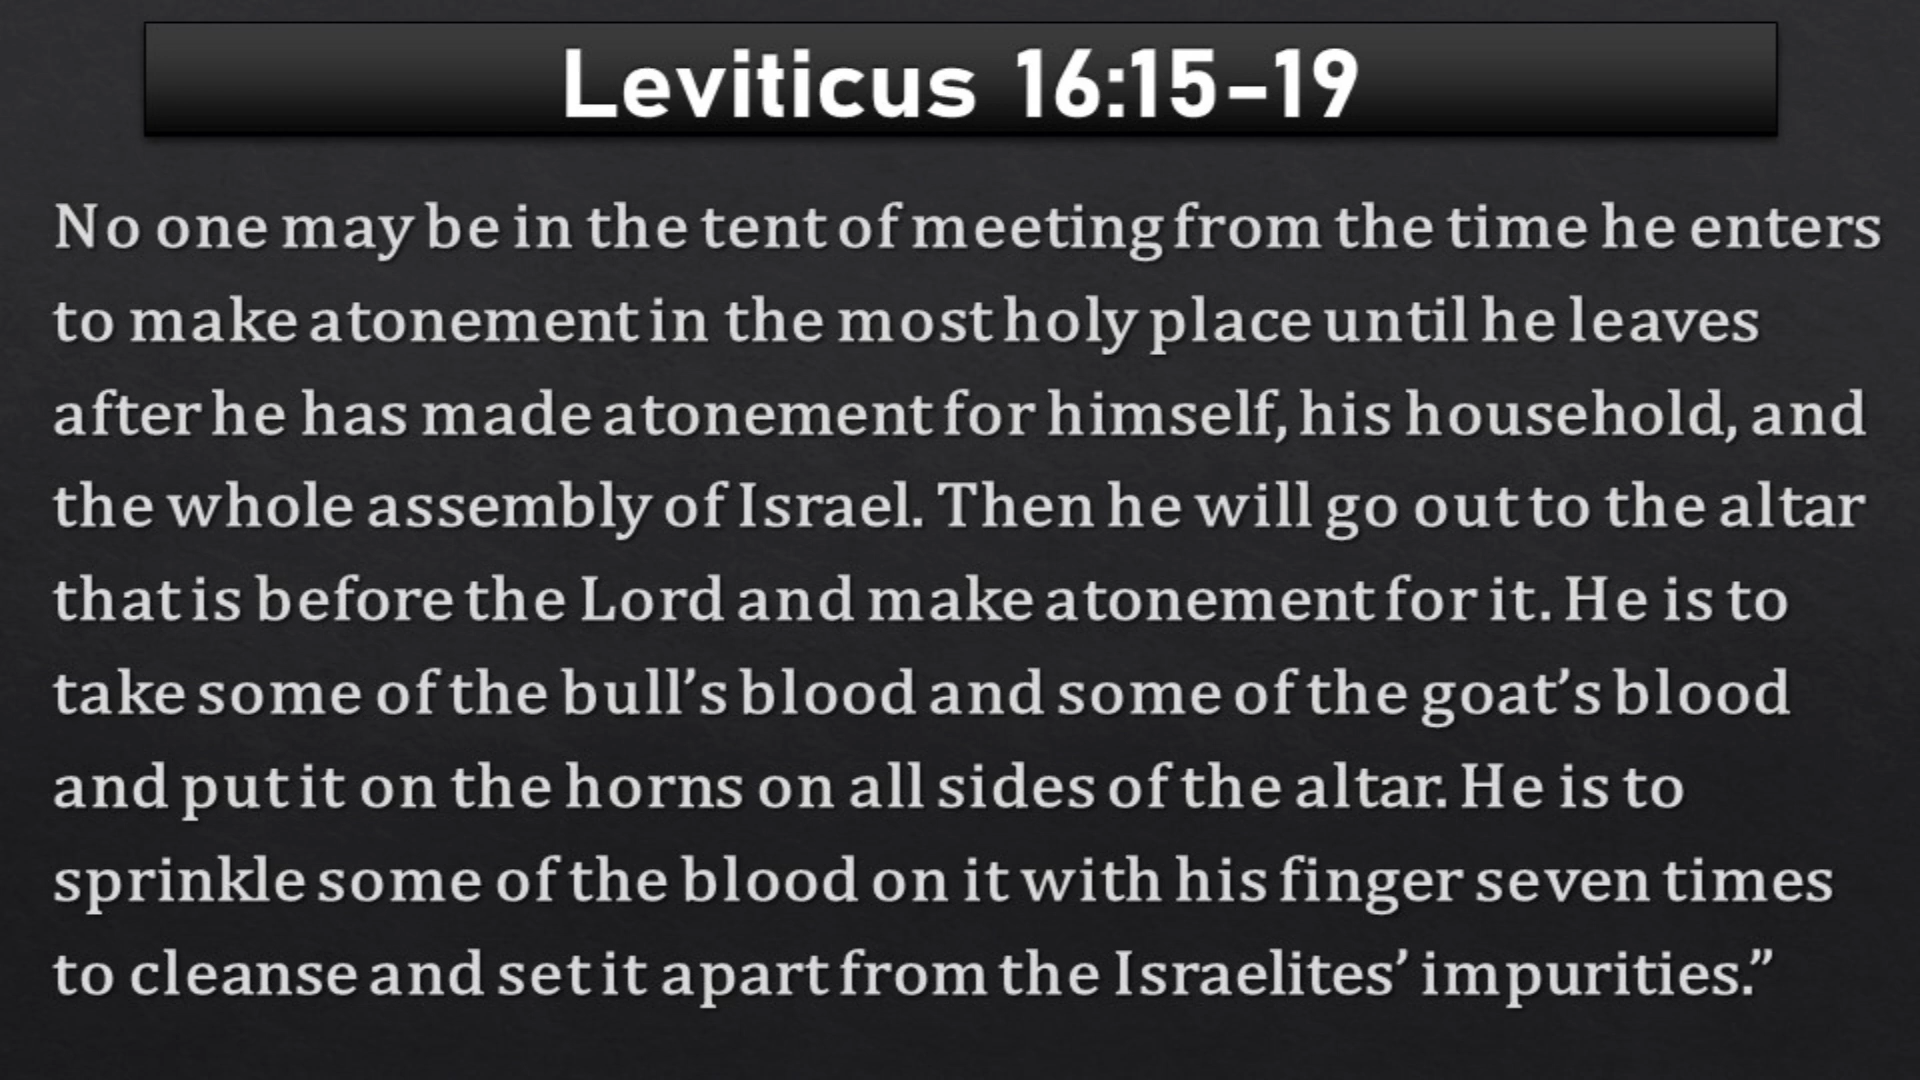 Leviticus 16:15-19
No one may be in the tent of meeting from the time he enters
to make atonement in the most holy place until he leaves
after he has made atonement for himself, his household, and
the whole assembly of Israel. Then he will go out to the altar
that is before the Lord and make atonement for it. He is to
take some of the bull’s blood and some of the goat’s blood
and put it on the horns on all sides of the altar. He is to
sprinkle some of the blood on it with his finger seven times
to cleanse and set it apart from the Israelites’ impurities.”